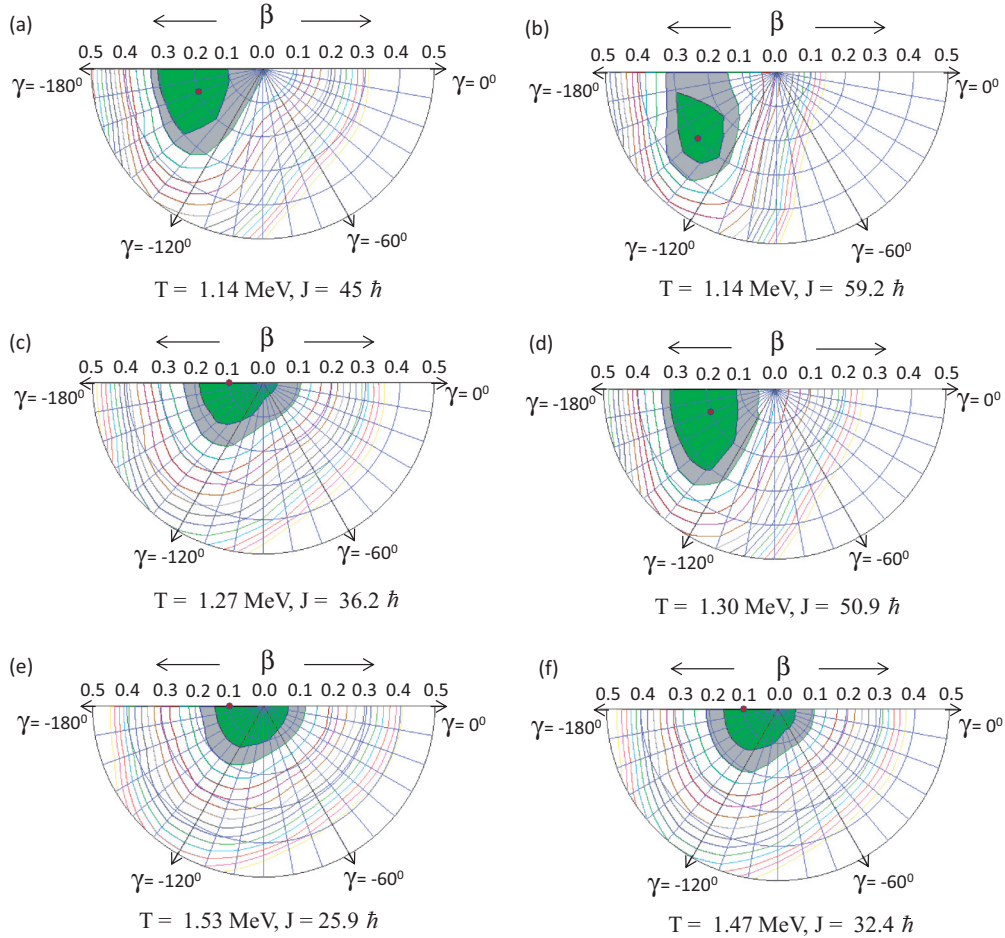 (a) β
0.5 0.4 0.3 0.2 0.1 0.0 0.1 0.2 0.3 0.4 0.5
γ= -180⁰ γ= 0⁰
γ= -120⁰ γ= -60⁰
T = 1.14 MeV, J = 45 ℏ
(b) β
0.5 0.4 0.3 0.2 0.1 0.0 0.1 0.2 0.3 0.4 0.5
γ= -180⁰ γ= 0⁰
γ= -120⁰ γ= -60⁰
T = 1.14 MeV, J = 59.2 ℏ
(c) β
0.5 0.4 0.3 0.2 0.1 0.0 0.1 0.2 0.3 0.4 0.5
γ= -180⁰ γ= 0⁰
γ= -120⁰ γ= -60⁰
T = 1.27 MeV, J = 36.2 ℏ
(d) β
0.5 0.4 0.3 0.2 0.1 0.0 0.1 0.2 0.3 0.4 0.5
γ= -180⁰ γ= 0⁰
γ= -120⁰ γ= -60⁰
T = 1.30 MeV, J = 50.9 ℏ
(e) β
0.5 0.4 0.3 0.2 0.1 0.0 0.1 0.2 0.3 0.4 0.5
γ= -180⁰ γ= 0⁰
γ= -120⁰ γ= -60⁰
T = 1.53 MeV, J = 25.9 ℏ
(f) β
0.5 0.4 0.3 0.2 0.1 0.0 0.1 0.2 0.3 0.4 0.5
γ= -180⁰ γ= 0⁰
γ= -120⁰ γ= -60⁰
T = 1.47 MeV, J = 32.4 ℏ